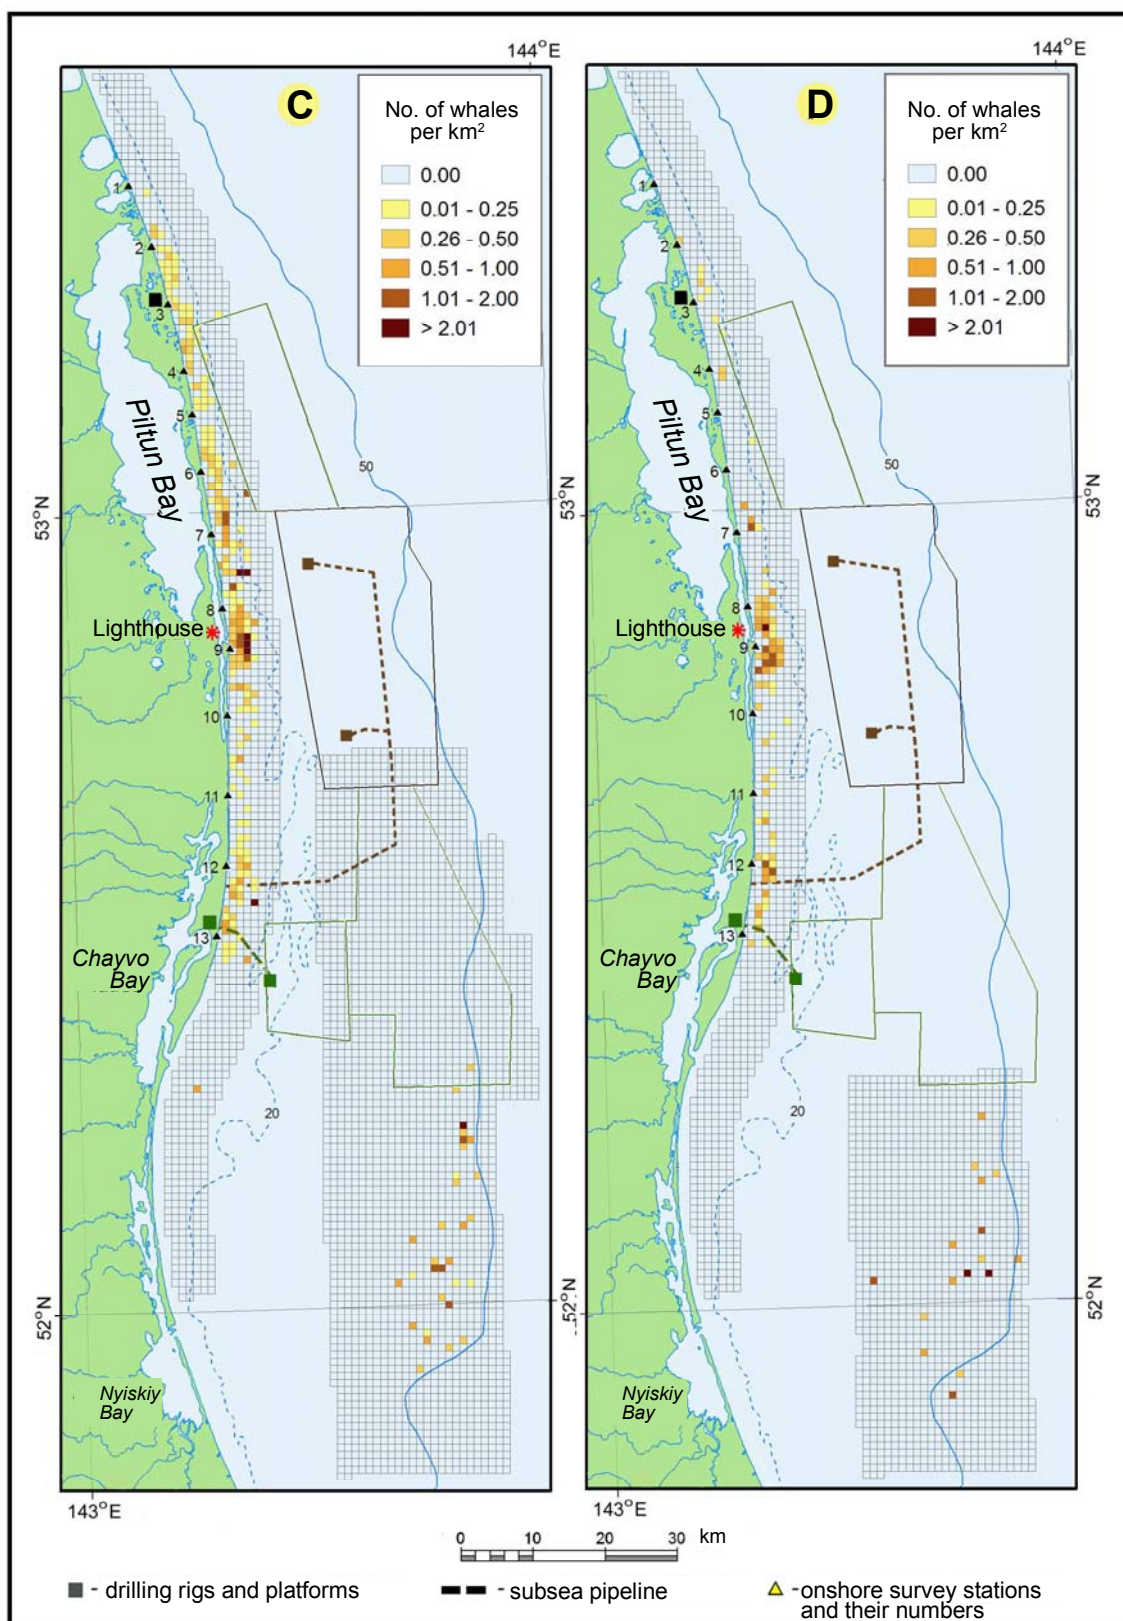 144°E
144°E
C
No. of whales
per km²
0.00
0.01 - 0.25
0.26 - 0.50
0.51 - 1.00
1.01 - 2.00
> 2.01
D
No. of whales
per km²
0.00
0.01 - 0.25
0.26 - 0.50
0.51 - 1.00
1.01 - 2.00
> 2.01
1
2
3
4
5
6
7
8
9
10
11
12
13
Piltun Bay
Lighthouse
Chayvo
Bay
Nyiskiy
Bay
50
20
53°N
52°N
1
2
3
4
5
6
7
8
9
10
11
12
13
Piltun Bay
Lighthouse
Chayvo
Bay
Nyiskiy
Bay
50
20
53°N
52°N
53°N
52°N
143°E
143°E
0 10 20 30 km
- drilling rigs and platforms
- subsea pipeline
- onshore survey stations
and their numbers